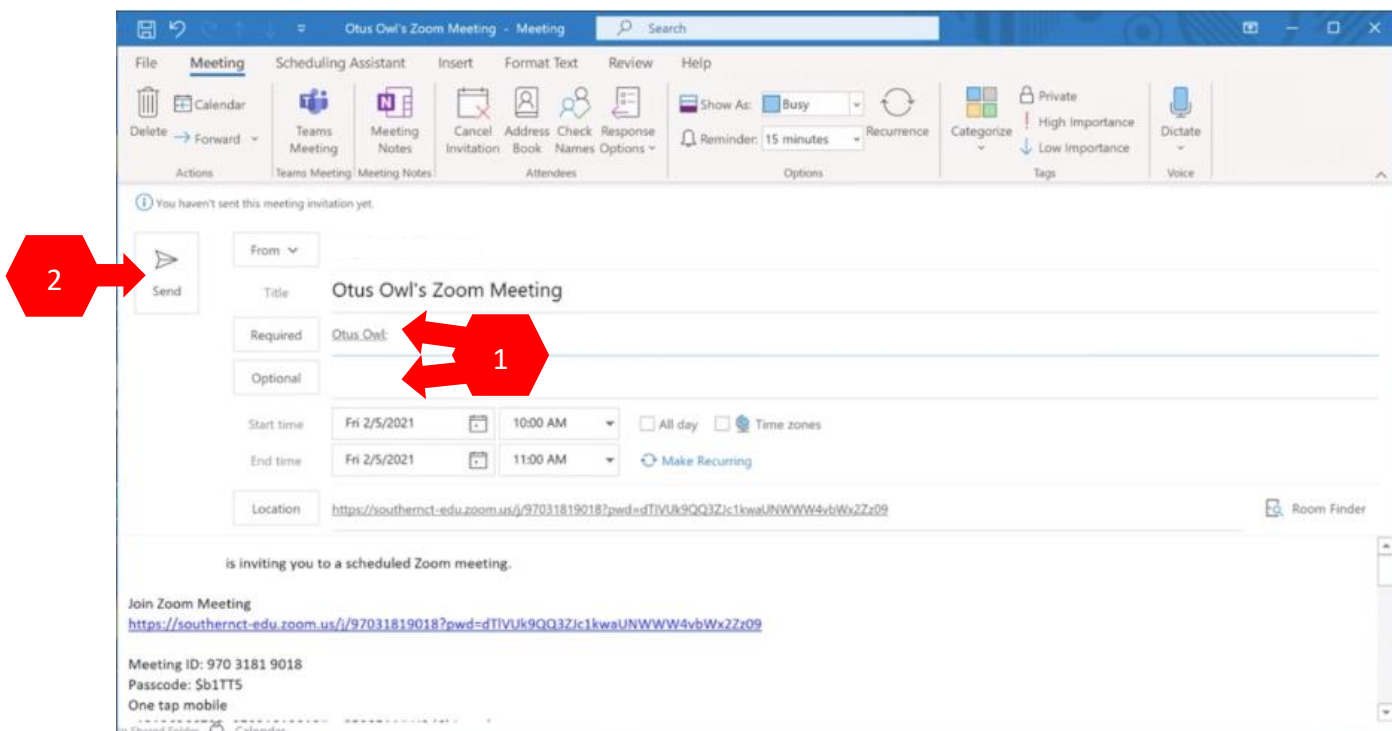 Otus Owl's Zoom Meeting - Meeting
Search
File Meeting Scheduling Assistant Insert Format Text Review Help
Delete
Calendar
Forward
Actions
Teams Meeting
Teams Meeting
Meeting Notes
Meeting Notes
Cancel Invitation
Address Book
Check Names
Response Options
Attendees
Show As: Busy
Reminder: 15 minutes
Recurrence
Options
Categorize
Private
High Importance
Low Importance
Tags
Dictate
Voice
You haven't sent this meeting invitation yet.
2
Send
From
Title Otus Owl's Zoom Meeting
Required Otus Owl;
1
Optional
Start time Fri 2/5/2021 10:00 AM All day Time zones
End time Fri 2/5/2021 11:00 AM Make Recurring
Location https://southernct-edu.zoom.us/j/97031819018?pwd=dTlVUk9QQ3ZJc1kwaUNWWW4vbWx2Zz09 Room Finder
is inviting you to a scheduled Zoom meeting.
Join Zoom Meeting
https://southernct-edu.zoom.us/j/97031819018?pwd=dTlVUk9QQ3ZJc1kwaUNWWW4vbWx2Zz09
Meeting ID: 970 3181 9018
Passcode: $b1TT5
One tap mobile
Shared Folder Calendar